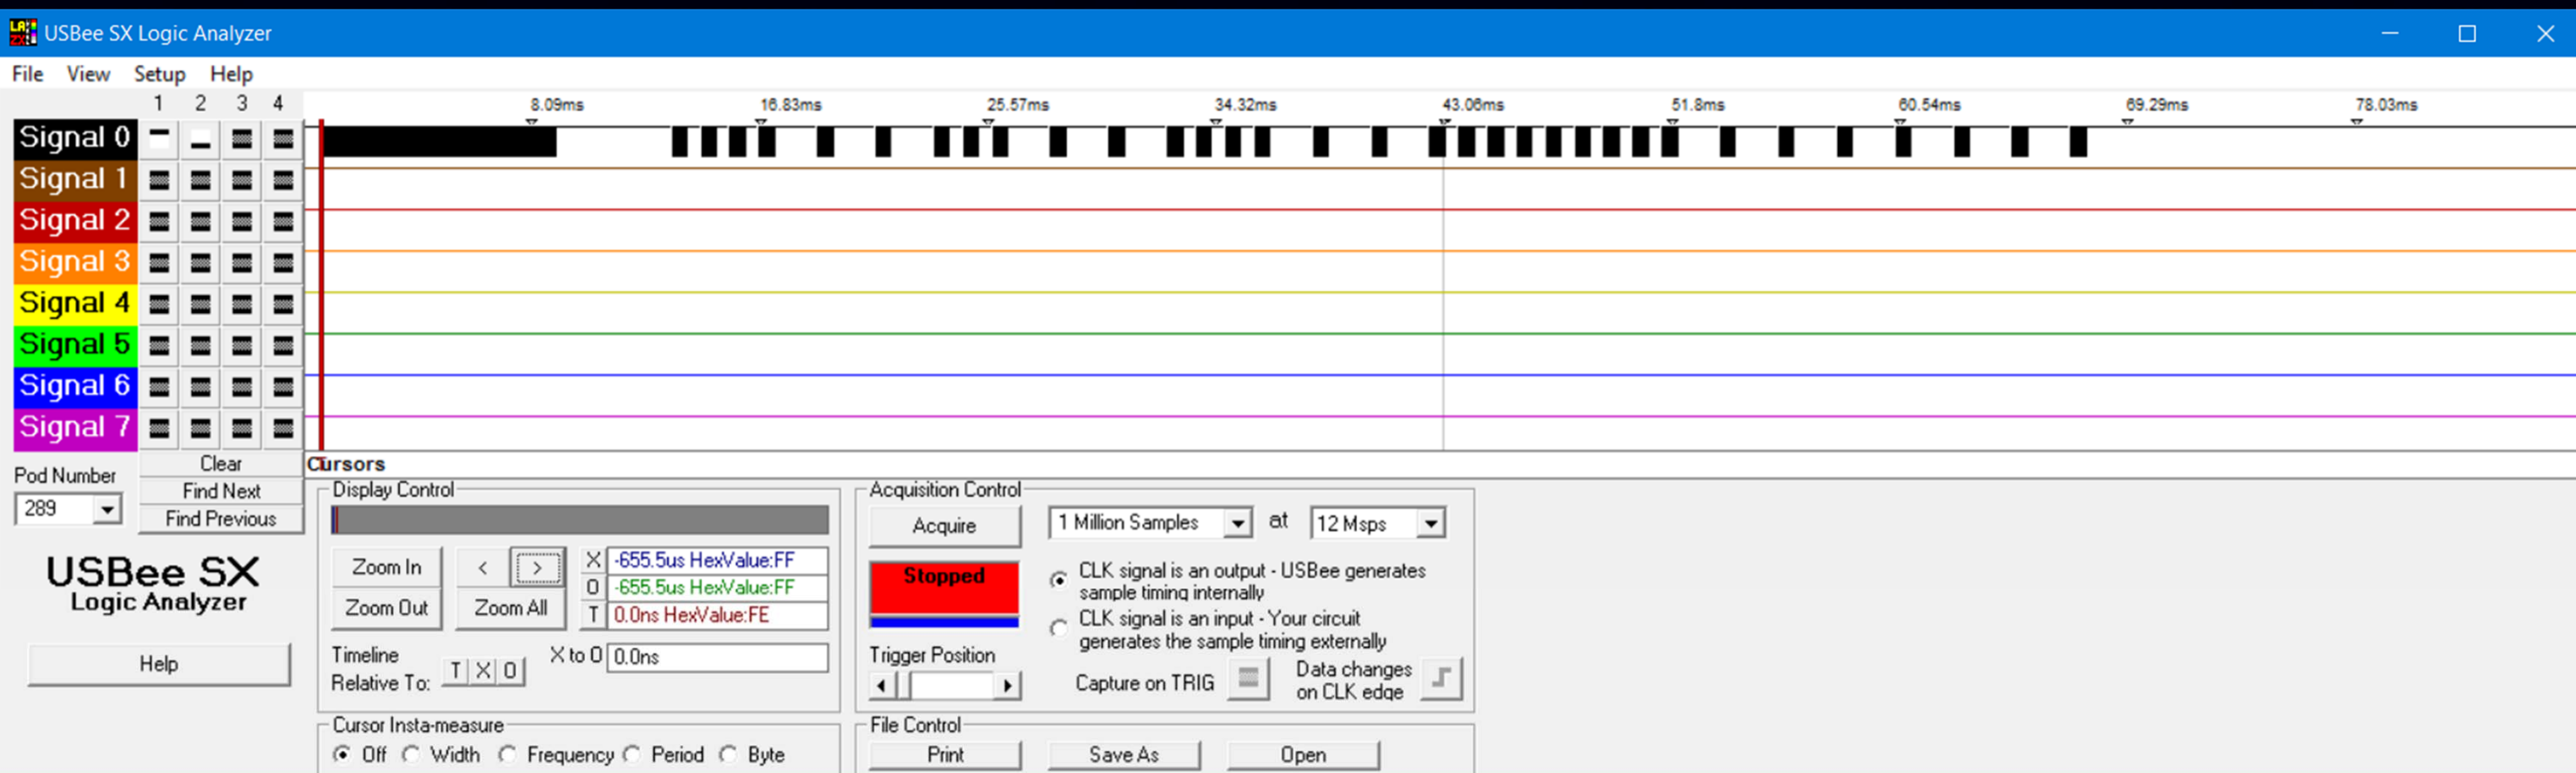 USBee SX Logic Analyzer
File View Setup Help
1 2 3 4
8.09ms 16.83ms 25.57ms 34.32ms 43.06ms 51.8ms 60.54ms 69.29ms 78.03ms
Signal 0
Signal 1
Signal 2
Signal 3
Signal 4
Signal 5
Signal 6
Signal 7
Clear
Cursors
Pod Number
Find Next
289
Find Previous
USBee SX
Logic Analyzer
Help
Display Control
Zoom In < > X -655.5us HexValue:FF
O -655.5us HexValue:FF
Zoom Out Zoom All T 0.0ns HexValue:FE
Timeline
Relative To: T X O X to O 0.0ns
Cursor Insta-measure
Off Width Frequency Period Byte
Acquisition Control
Acquire 1 Million Samples at 12 Msps
Stopped
CLK signal is an output - USBee generates
sample timing internally
CLK signal is an input - Your circuit
generates the sample timing externally
Trigger Position
Capture on TRIG
Data changes
on CLK edge
File Control
Print Save As Open